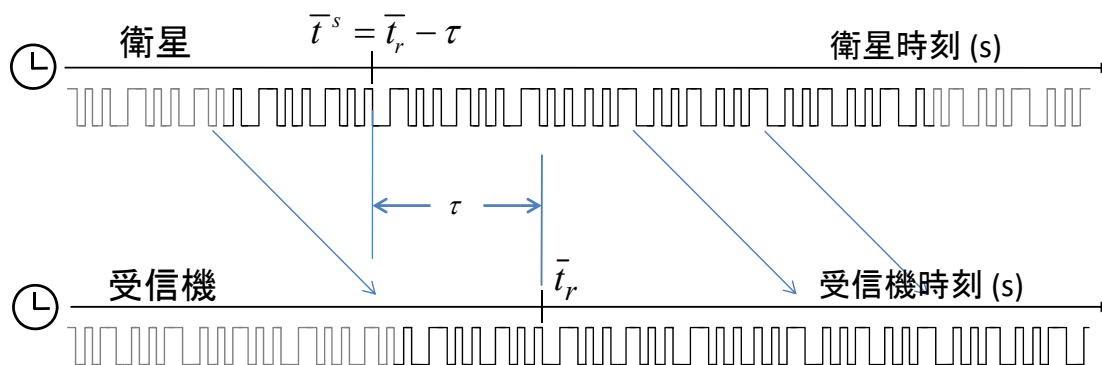 衛星
t̄ˢ = t̄ᵣ − τ
衛星時刻 (s)
τ
受信機
t̄ᵣ
受信機時刻 (s)